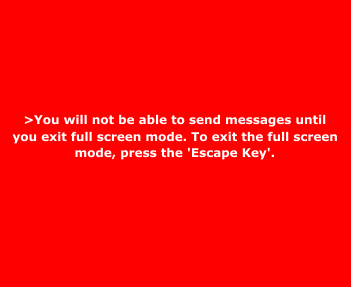 >You will not be able to send messages until
you exit full screen mode. To exit the full screen
mode, press the 'Escape Key'.